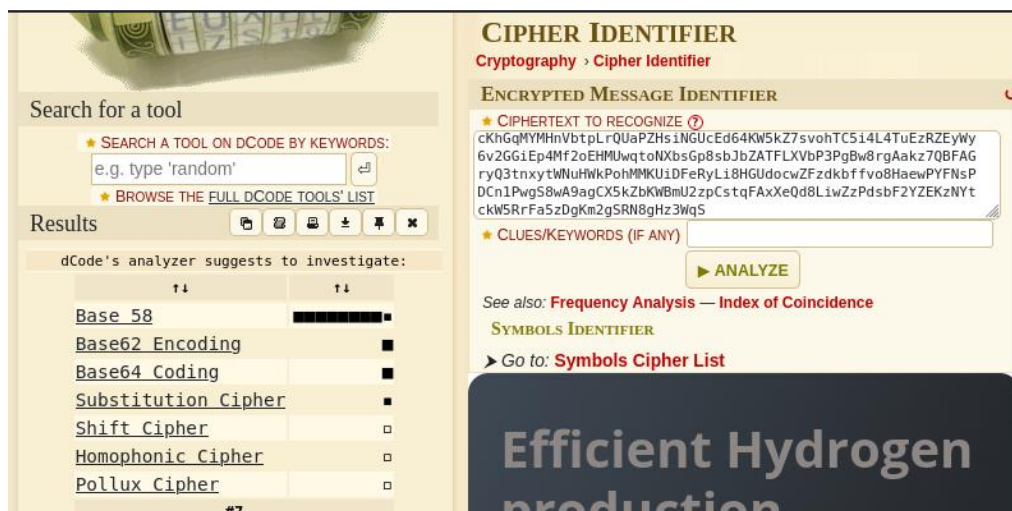 CIPHER IDENTIFIER
Cryptography › Cipher Identifier
Search for a tool
★ SEARCH A TOOL ON DCODE BY KEYWORDS:
e.g. type 'random'
★ BROWSE THE FULL DCODE TOOLS' LIST
Results
dCode's analyzer suggests to investigate:
↑↓ ↑↓
Base 58
Base62 Encoding
Base64 Coding
Substitution Cipher
Shift Cipher
Homophonic Cipher
Pollux Cipher
#7
ENCRYPTED MESSAGE IDENTIFIER
★ CIPHERTEXT TO RECOGNIZE ?
cKhGqMYMHnVbtpLrQUaPZHsiNGUcEd64KW5kZ7svohTC5i4L4TuEzRZEyWy
6v2GGiEp4Mf2oEHMUwqtoNXbsGp8sbJbZATFLXVbP3PgBw8rgAakz7QBFAG
ryQ3tnxytWNuHWkPohMMKUiDFeRyLi8HGUdocwZFzdkbffvo8HaewPYFNsP
DCn1PwgS8wA9agCX5kZbKWBmU2zpCstqFAxXeQd8LiwZzPdsbF2YZEKzNYt
ckW5RrFa5zDgKm2gSRN8gHz3WqS
★ CLUES/KEYWORDS (IF ANY)
► ANALYZE
See also: Frequency Analysis — Index of Coincidence
SYMBOLS IDENTIFIER
➤ Go to: Symbols Cipher List
Efficient Hydrogen
production